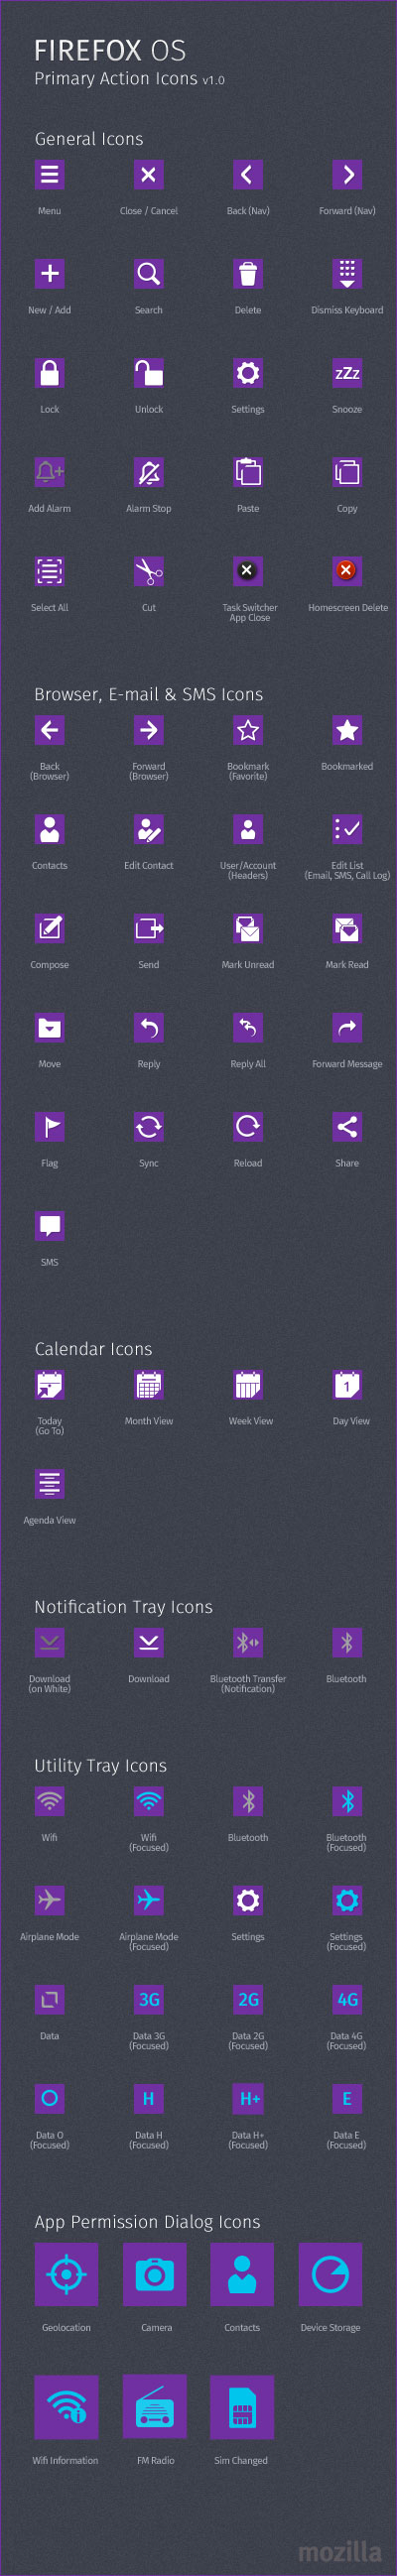 FIREFOX OS
Primary Action Icons v1.0
General Icons
Menu
Close / Cancel
Back (Nav)
Forward (Nav)
New / Add
Search
Delete
Dismiss Keyboard
zZz
Lock
Unlock
Settings
Snooze
Add Alarm
Alarm Stop
Paste
Copy
Select All
Cut
Task Switcher
App Close
Homescreen Delete
Browser, E-mail & SMS Icons
Back
(Browser)
Forward
(Browser)
Bookmark
(Favorite)
Bookmarked
Contacts
Edit Contact
User/Account
(Headers)
Edit List
(Email, SMS, Call Log)
Compose
Send
Mark Unread
Mark Read
Move
Reply
Reply All
Forward Message
Flag
Sync
Reload
Share
SMS
Calendar Icons
1
Today
(Go To)
Month View
Week View
Day View
Agenda View
Notification Tray Icons
Download
(on White)
Download
Bluetooth Transfer
(Notification)
Bluetooth
Utility Tray Icons
Wifi
Wifi
(Focused)
Bluetooth
Bluetooth
(Focused)
Airplane Mode
Airplane Mode
(Focused)
Settings
Settings
(Focused)
3G
2G
4G
Data
Data 3G
(Focused)
Data 2G
(Focused)
Data 4G
(Focused)
O
H
H+
E
Data O
(Focused)
Data H
(Focused)
Data H+
(Focused)
Data E
(Focused)
App Permission Dialog Icons
Geolocation
Camera
Contacts
Device Storage
i
Wifi Information
FM Radio
Sim Changed
mozilla